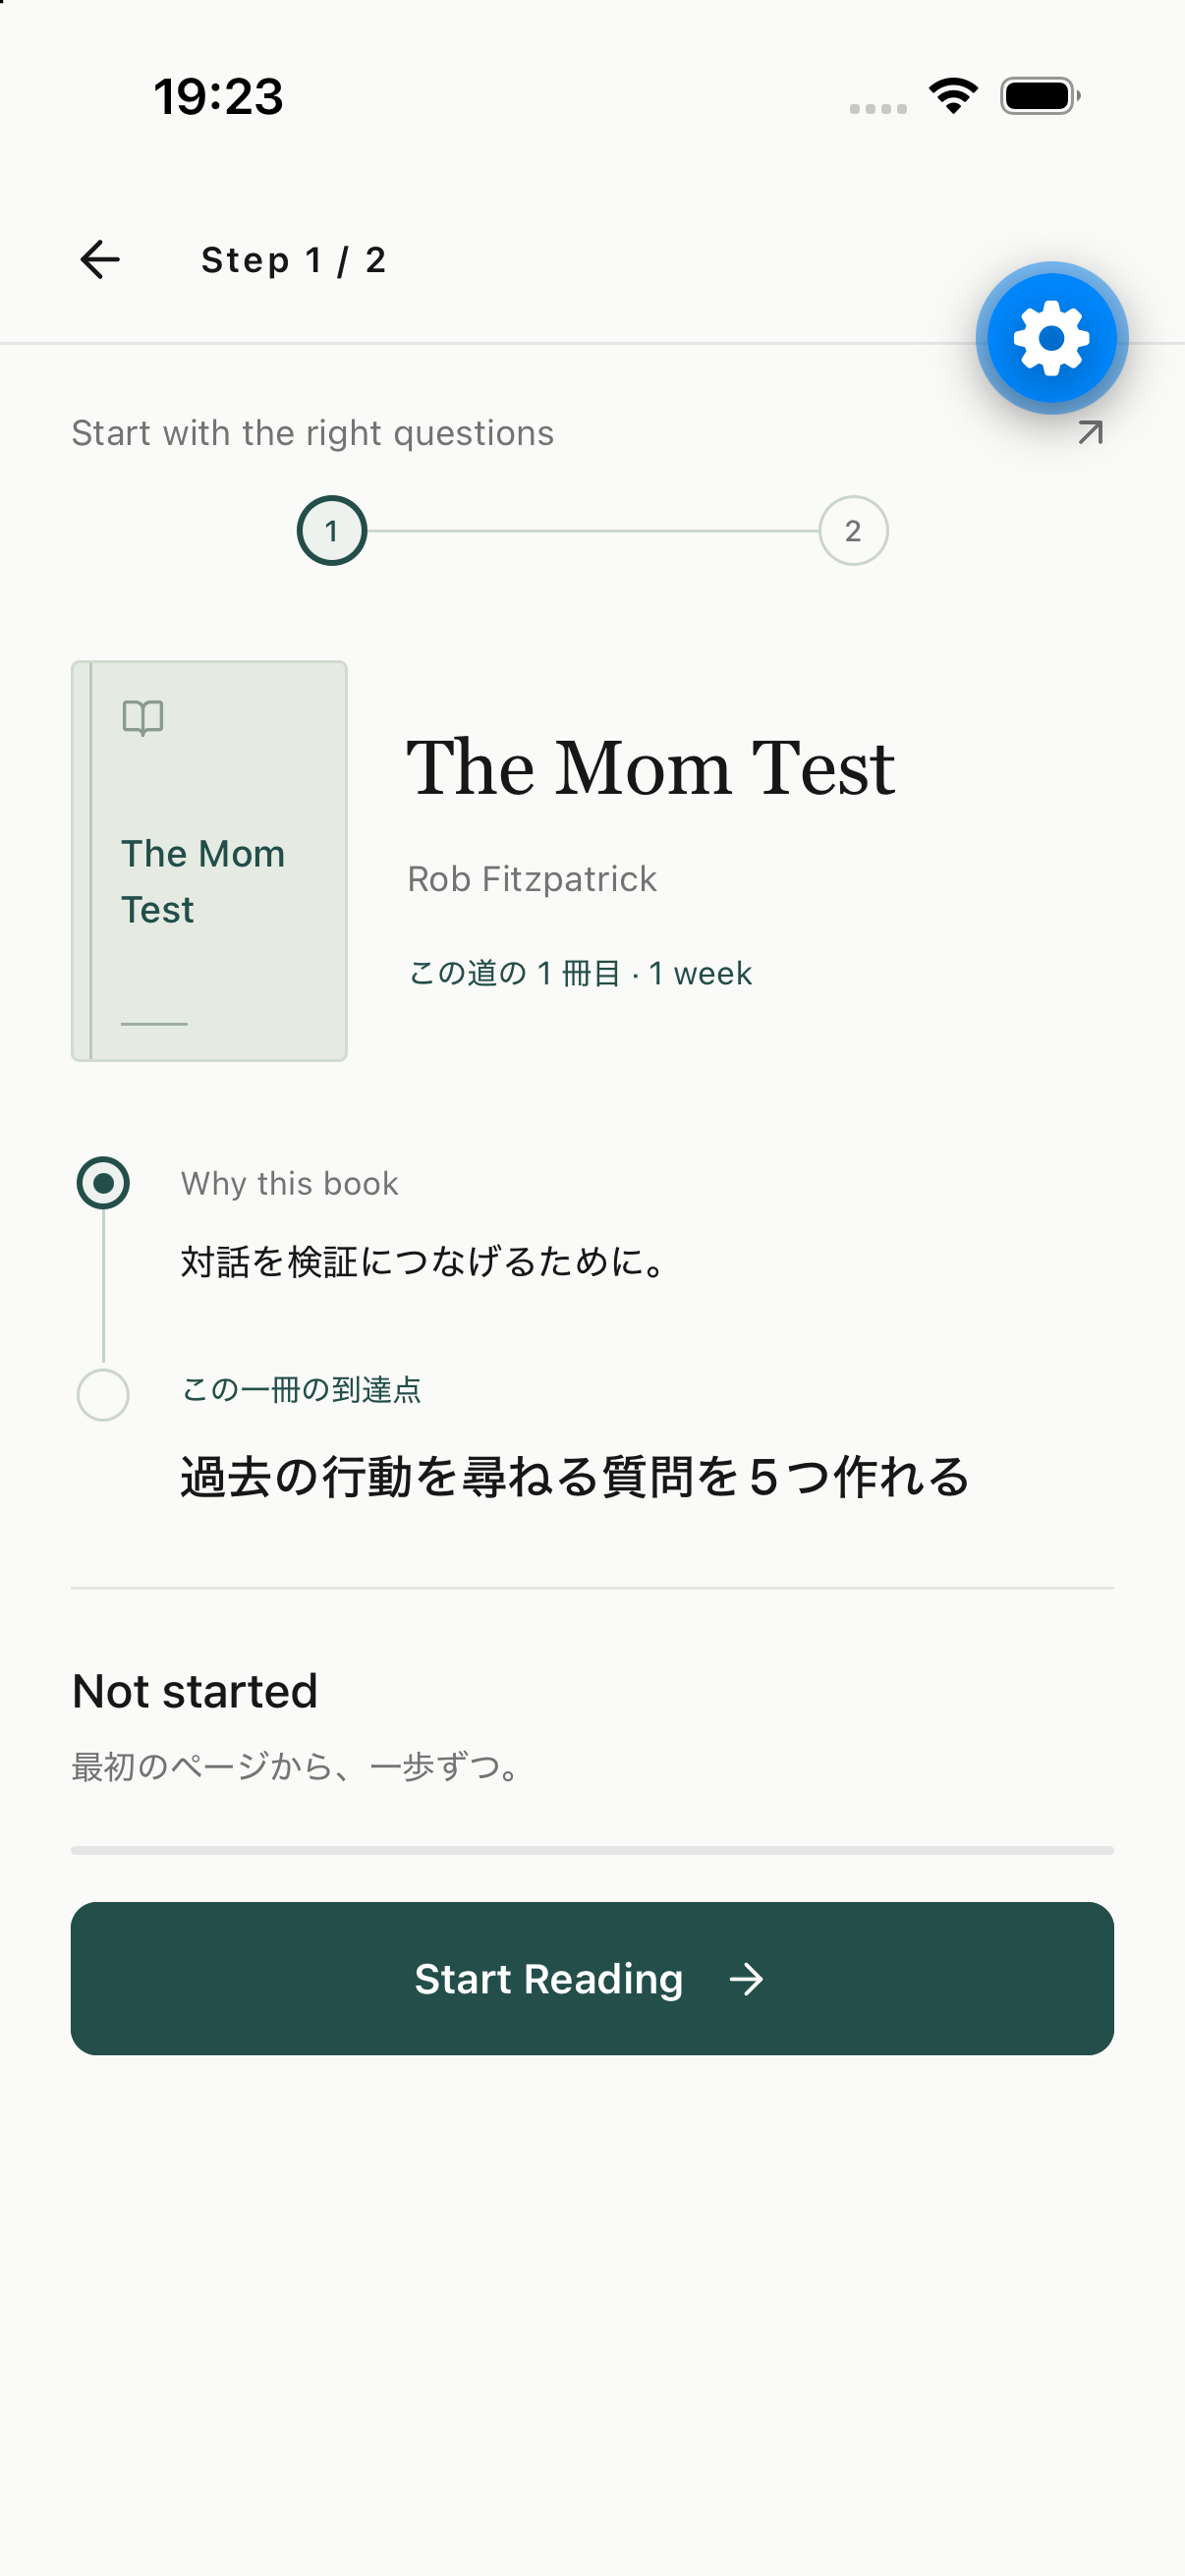 19:23
Step 1 / 2
Start with the right questions
1
2
The Mom
Test
The Mom Test
Rob Fitzpatrick
この道の 1 冊目 · 1 week
Why this book
対話を検証につなげるために。
この一冊の到達点
過去の行動を尋ねる質問を5つ作れる
Not started
最初のページから、一歩ずつ。
Start Reading